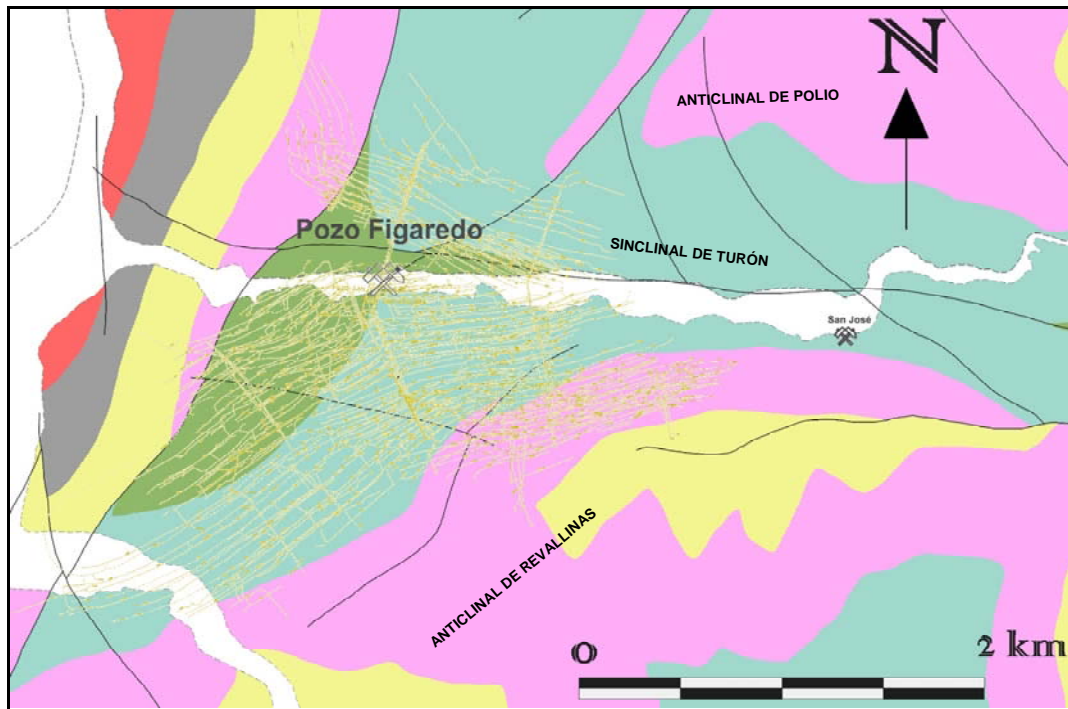 N
ANTICLINAL DE POLIO
Pozo Figaredo
SINCLINAL DE TURÓN
San José
ANTICLINAL DE REVALLINAS
0 2 km